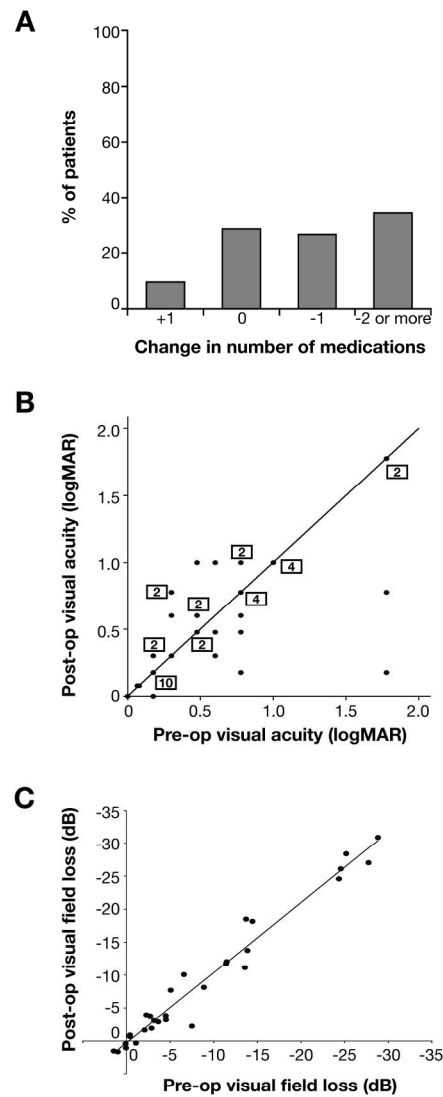 A
100
80
60
40
20
0
% of patients
+1 0 -1 -2 or more
Change in number of medications
B
2.0
1.5
1.0
0.5
0
Post-op visual acuity (logMAR)
2
2
4
2
2
4
2
2
10
0 0.5 1.0 1.5 2.0
Pre-op visual acuity (logMAR)
C
-35
-30
-25
-20
-15
-10
-5
0
Post-op visual field loss (dB)
0 -5 -10 -15 -20 -25 -30 -35
Pre-op visual field loss (dB)